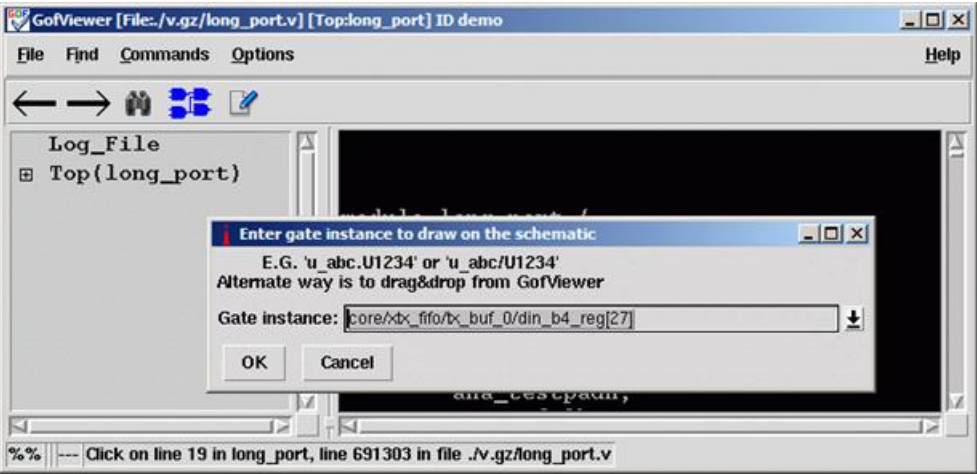 GofViewer [File:./v.gz/long_port.v] [Top:long_port] ID demo
File Find Commands Options Help
Log_File
Top(long_port)
module long_port (
Enter gate instance to draw on the schematic
E.G. 'u_abc.U1234' or 'u_abc/U1234'
Alternate way is to drag&drop from GofViewer
Gate instance: core/xtx_fifo/tx_buf_0/din_b4_reg[27]
OK Cancel
ana_testpadn,
%% --- Click on line 19 in long_port, line 691303 in file ./v.gz/long_port.v